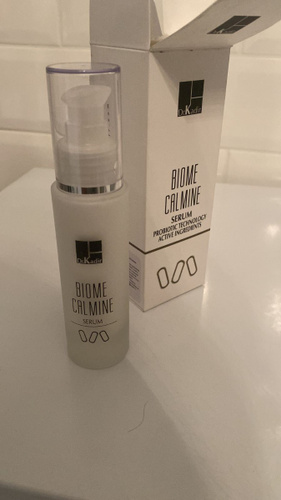 Dr.Kadir
BIOME
CALMINE
SERUM
PROBIOTIC TECHNOLOGY
ACTIVE INGREDIENTS
Dr.Kadir
BIOME
CALMINE
SERUM